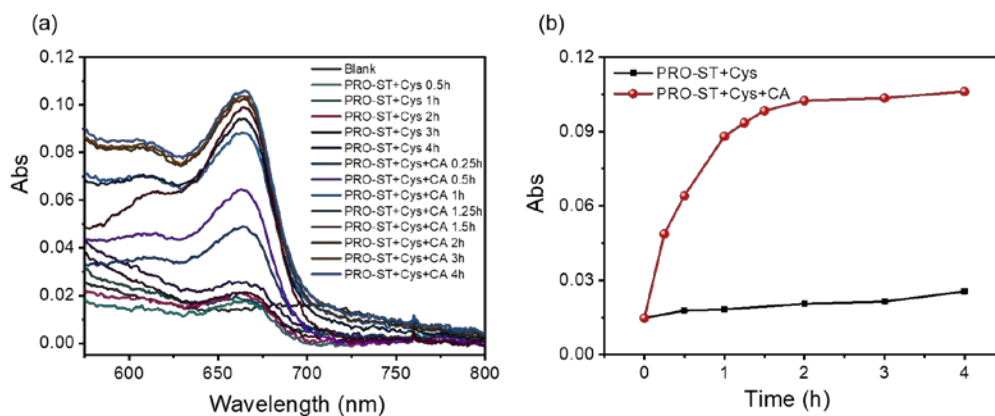 (a)
0.12
0.10
0.08
0.06
0.04
0.02
0.00
Abs
600
650
700
750
800
Wavelength (nm)
Blank
PRO-ST+Cys 0.5h
PRO-ST+Cys 1h
PRO-ST+Cys 2h
PRO-ST+Cys 3h
PRO-ST+Cys 4h
PRO-ST+Cys+CA 0.25h
PRO-ST+Cys+CA 0.5h
PRO-ST+Cys+CA 1h
PRO-ST+Cys+CA 1.25h
PRO-ST+Cys+CA 1.5h
PRO-ST+Cys+CA 2h
PRO-ST+Cys+CA 3h
PRO-ST+Cys+CA 4h
(b)
0.12
0.09
0.06
0.03
0.00
Abs
0
1
2
3
4
Time (h)
PRO-ST+Cys
PRO-ST+Cys+CA